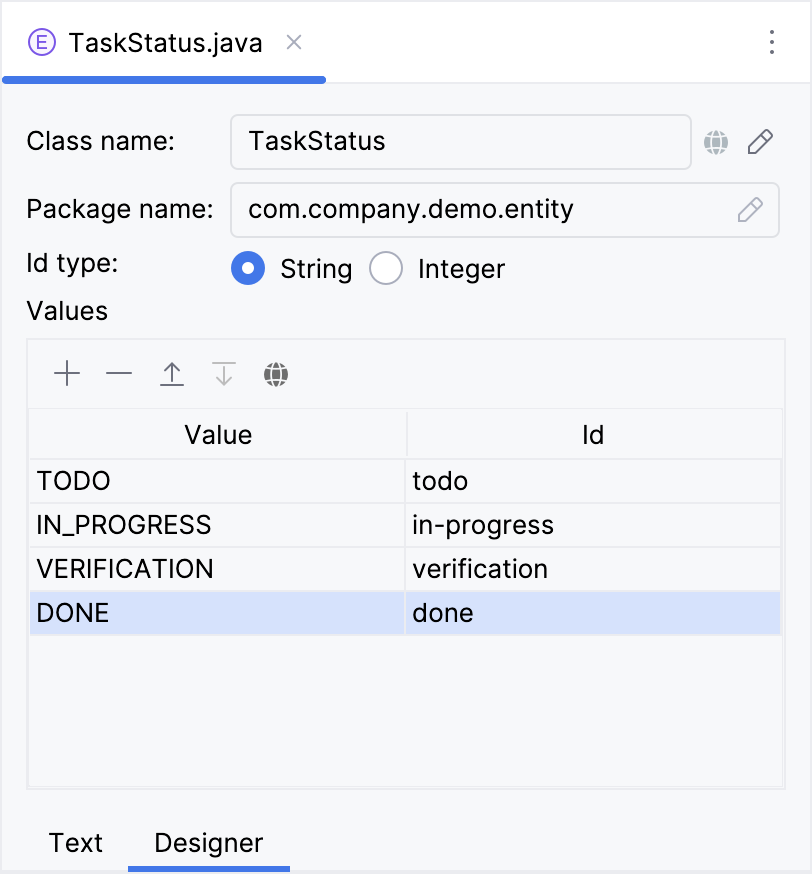 E TaskStatus.java
Class name: TaskStatus
Package name: com.company.demo.entity
Id type: String Integer
Values
Value Id
TODO todo
IN_PROGRESS in-progress
VERIFICATION verification
DONE done
Text Designer